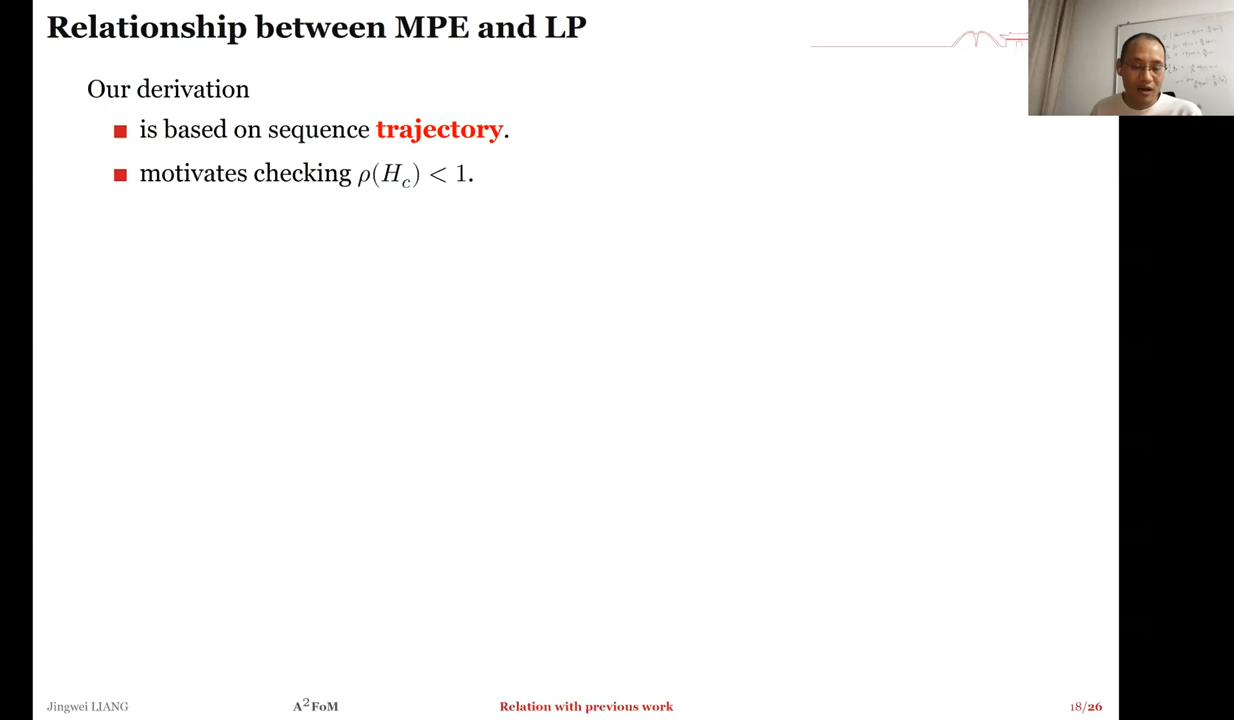 Relationship between MPE and LP
Our derivation
■ is based on sequence trajectory.
■ motivates checking ρ(H_c) < 1.
Jingwei LIANG
A²FoM
Relation with previous work
18/26